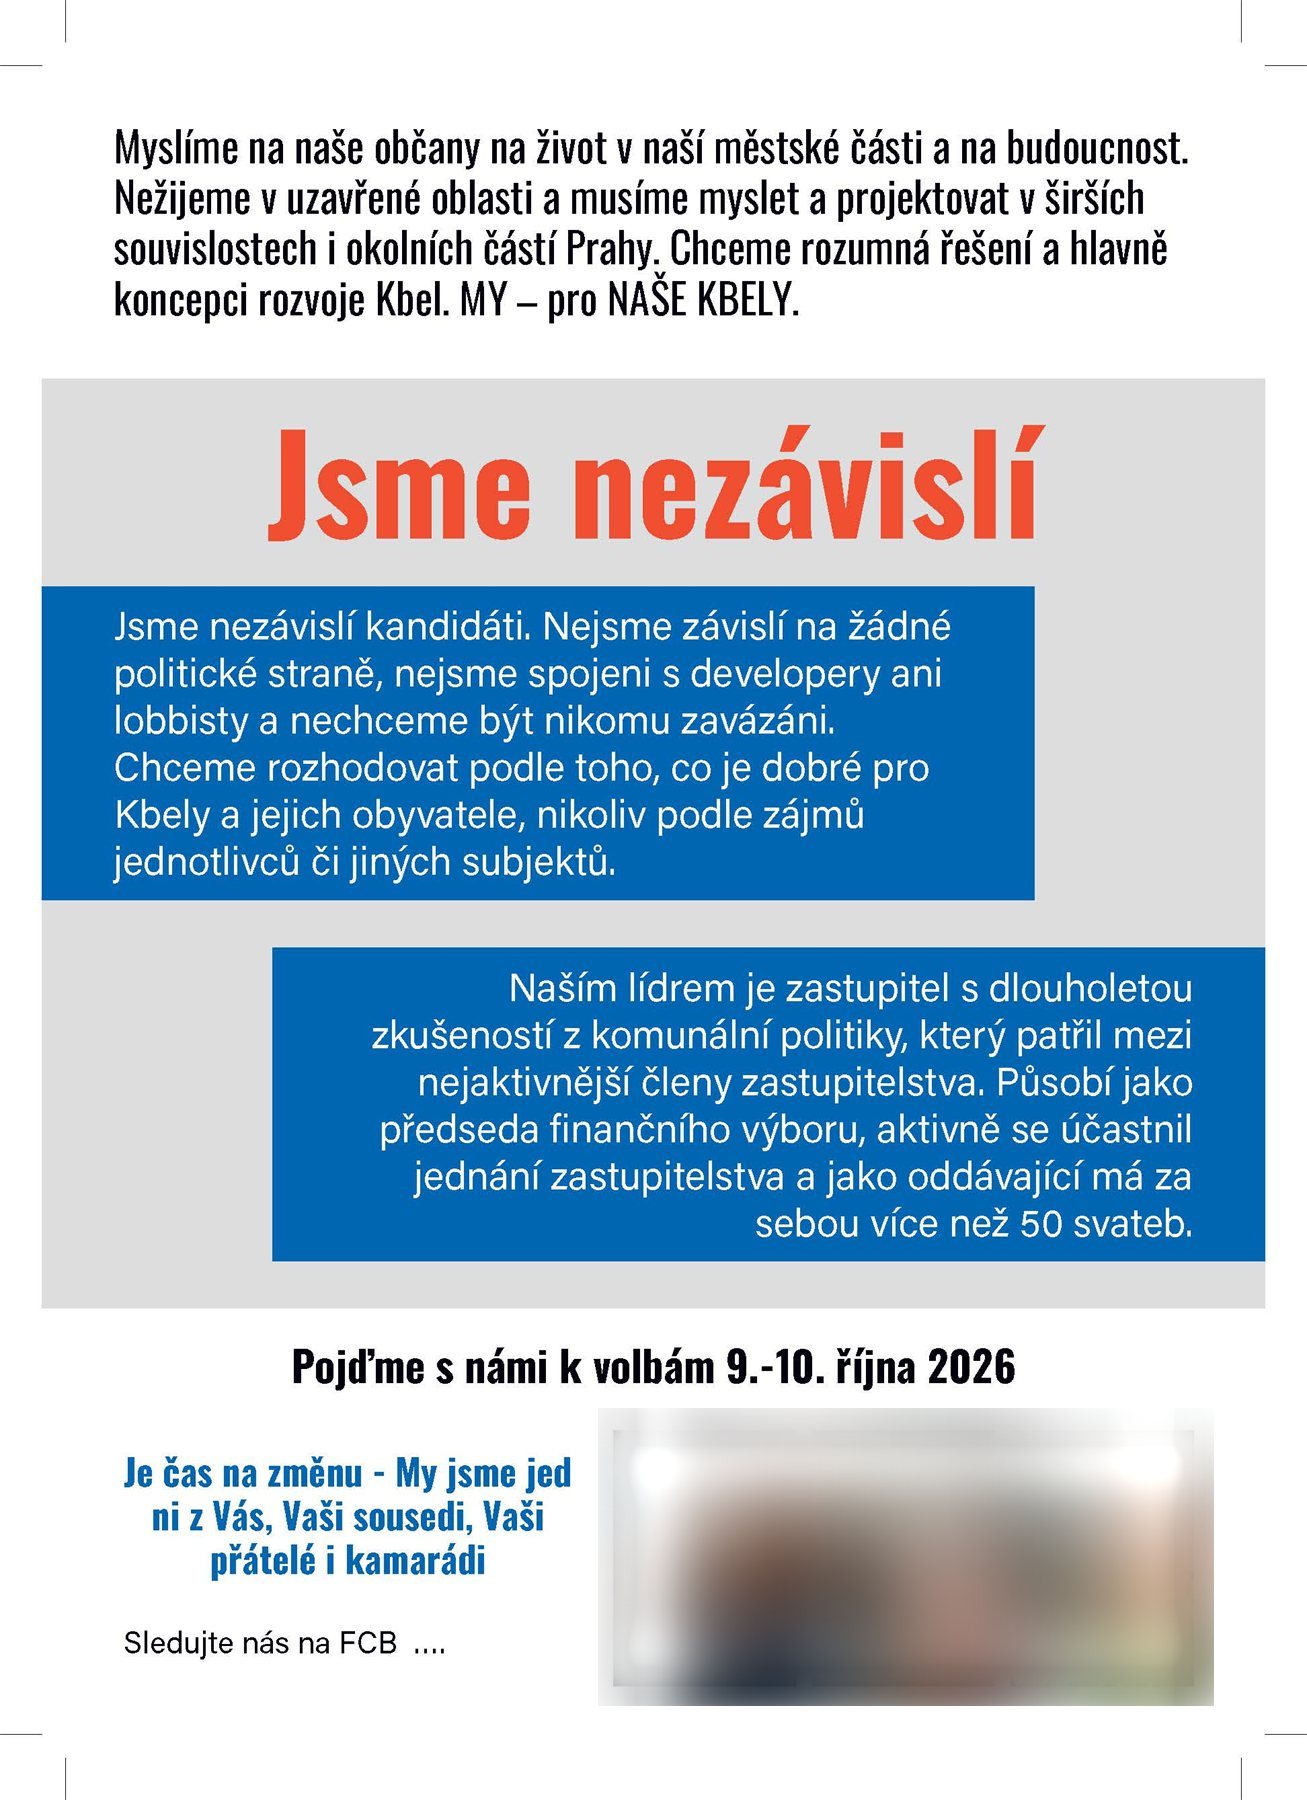 Myslíme na naše občany na život v naší městské části a na budoucnost.
Nežijeme v uzavřené oblasti a musíme myslet a projektovat v širších
souvislostech i okolních částí Prahy. Chceme rozumná řešení a hlavně
koncepci rozvoje Kbel. MY – pro NAŠE KBELY.
Jsme nezávislí
Jsme nezávislí kandidáti. Nejsme závislí na žádné
politické straně, nejsme spojeni s developery ani
lobbisty a nechceme být nikomu zavázáni.
Chceme rozhodovat podle toho, co je dobré pro
Kbely a jejich obyvatele, nikoliv podle zájmů
jednotlivců či jiných subjektů.
Naším lídrem je zastupitel s dlouholetou
zkušeností z komunální politiky, který patřil mezi
nejaktivnější členy zastupitelstva. Působí jako
předseda finančního výboru, aktivně se účastnil
jednání zastupitelstva a jako oddávající má za
sebou více než 50 svateb.
Pojďme s námi k volbám 9.-10. října 2026
Je čas na změnu - My jsme jed
ni z Vás, Vaši sousedi, Vaši
přátelé i kamarádi
Sledujte nás na FCB ....